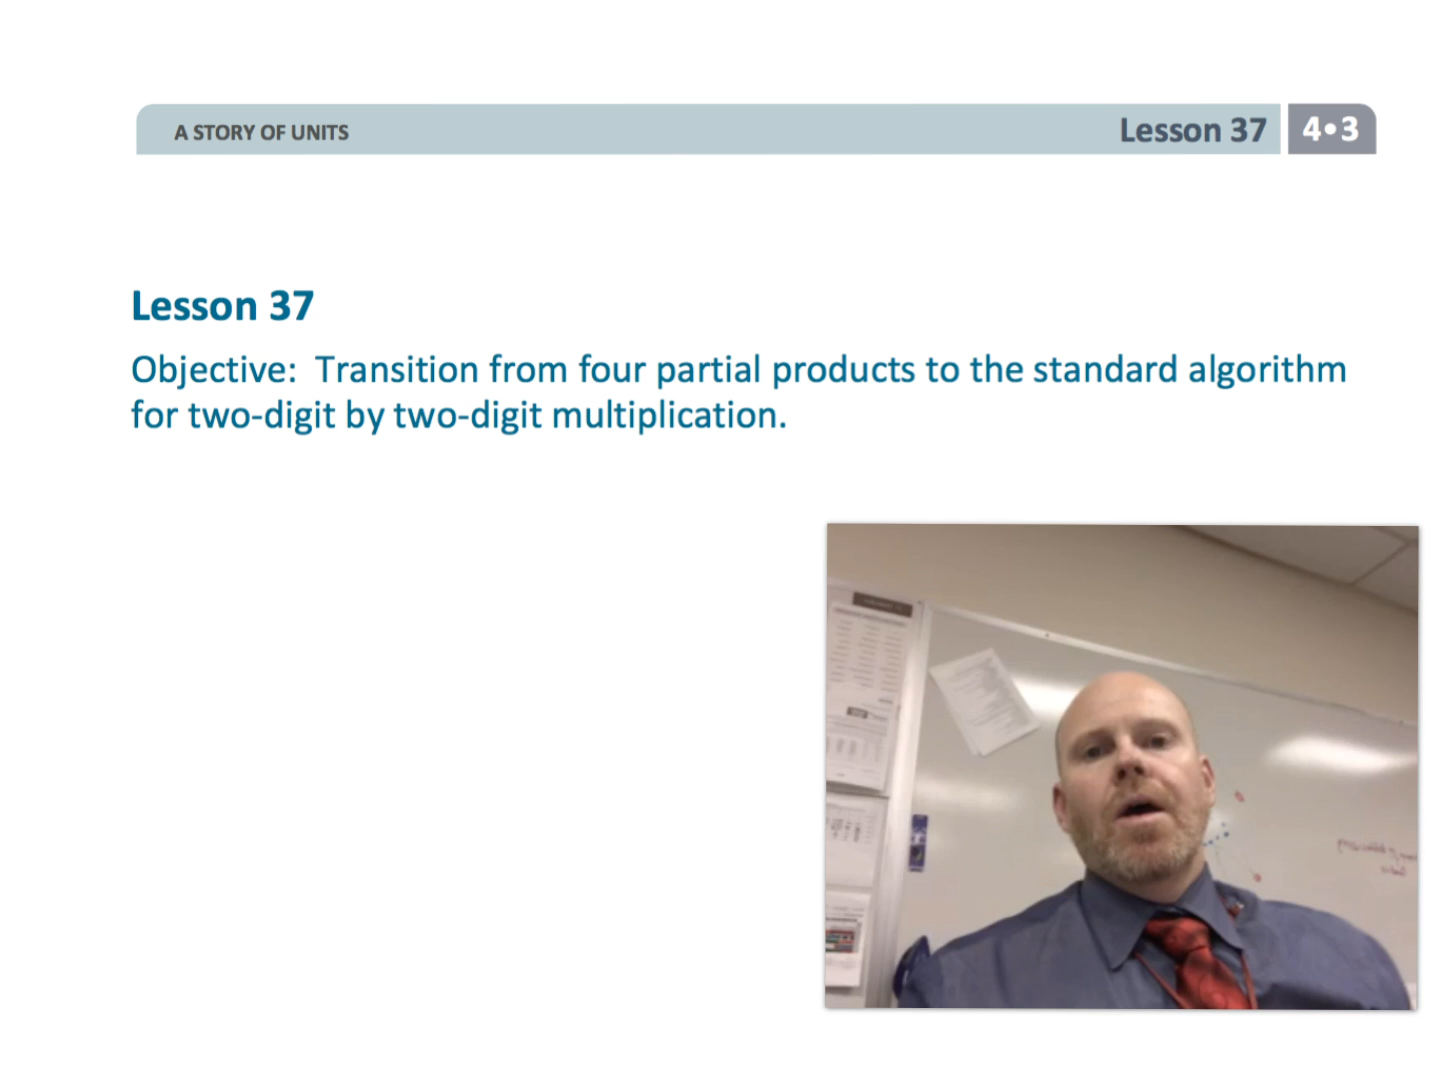 A STORY OF UNITS
Lesson 37
4•3
Lesson 37
Objective:  Transition from four partial products to the standard algorithm
for two-digit by two-digit multiplication.